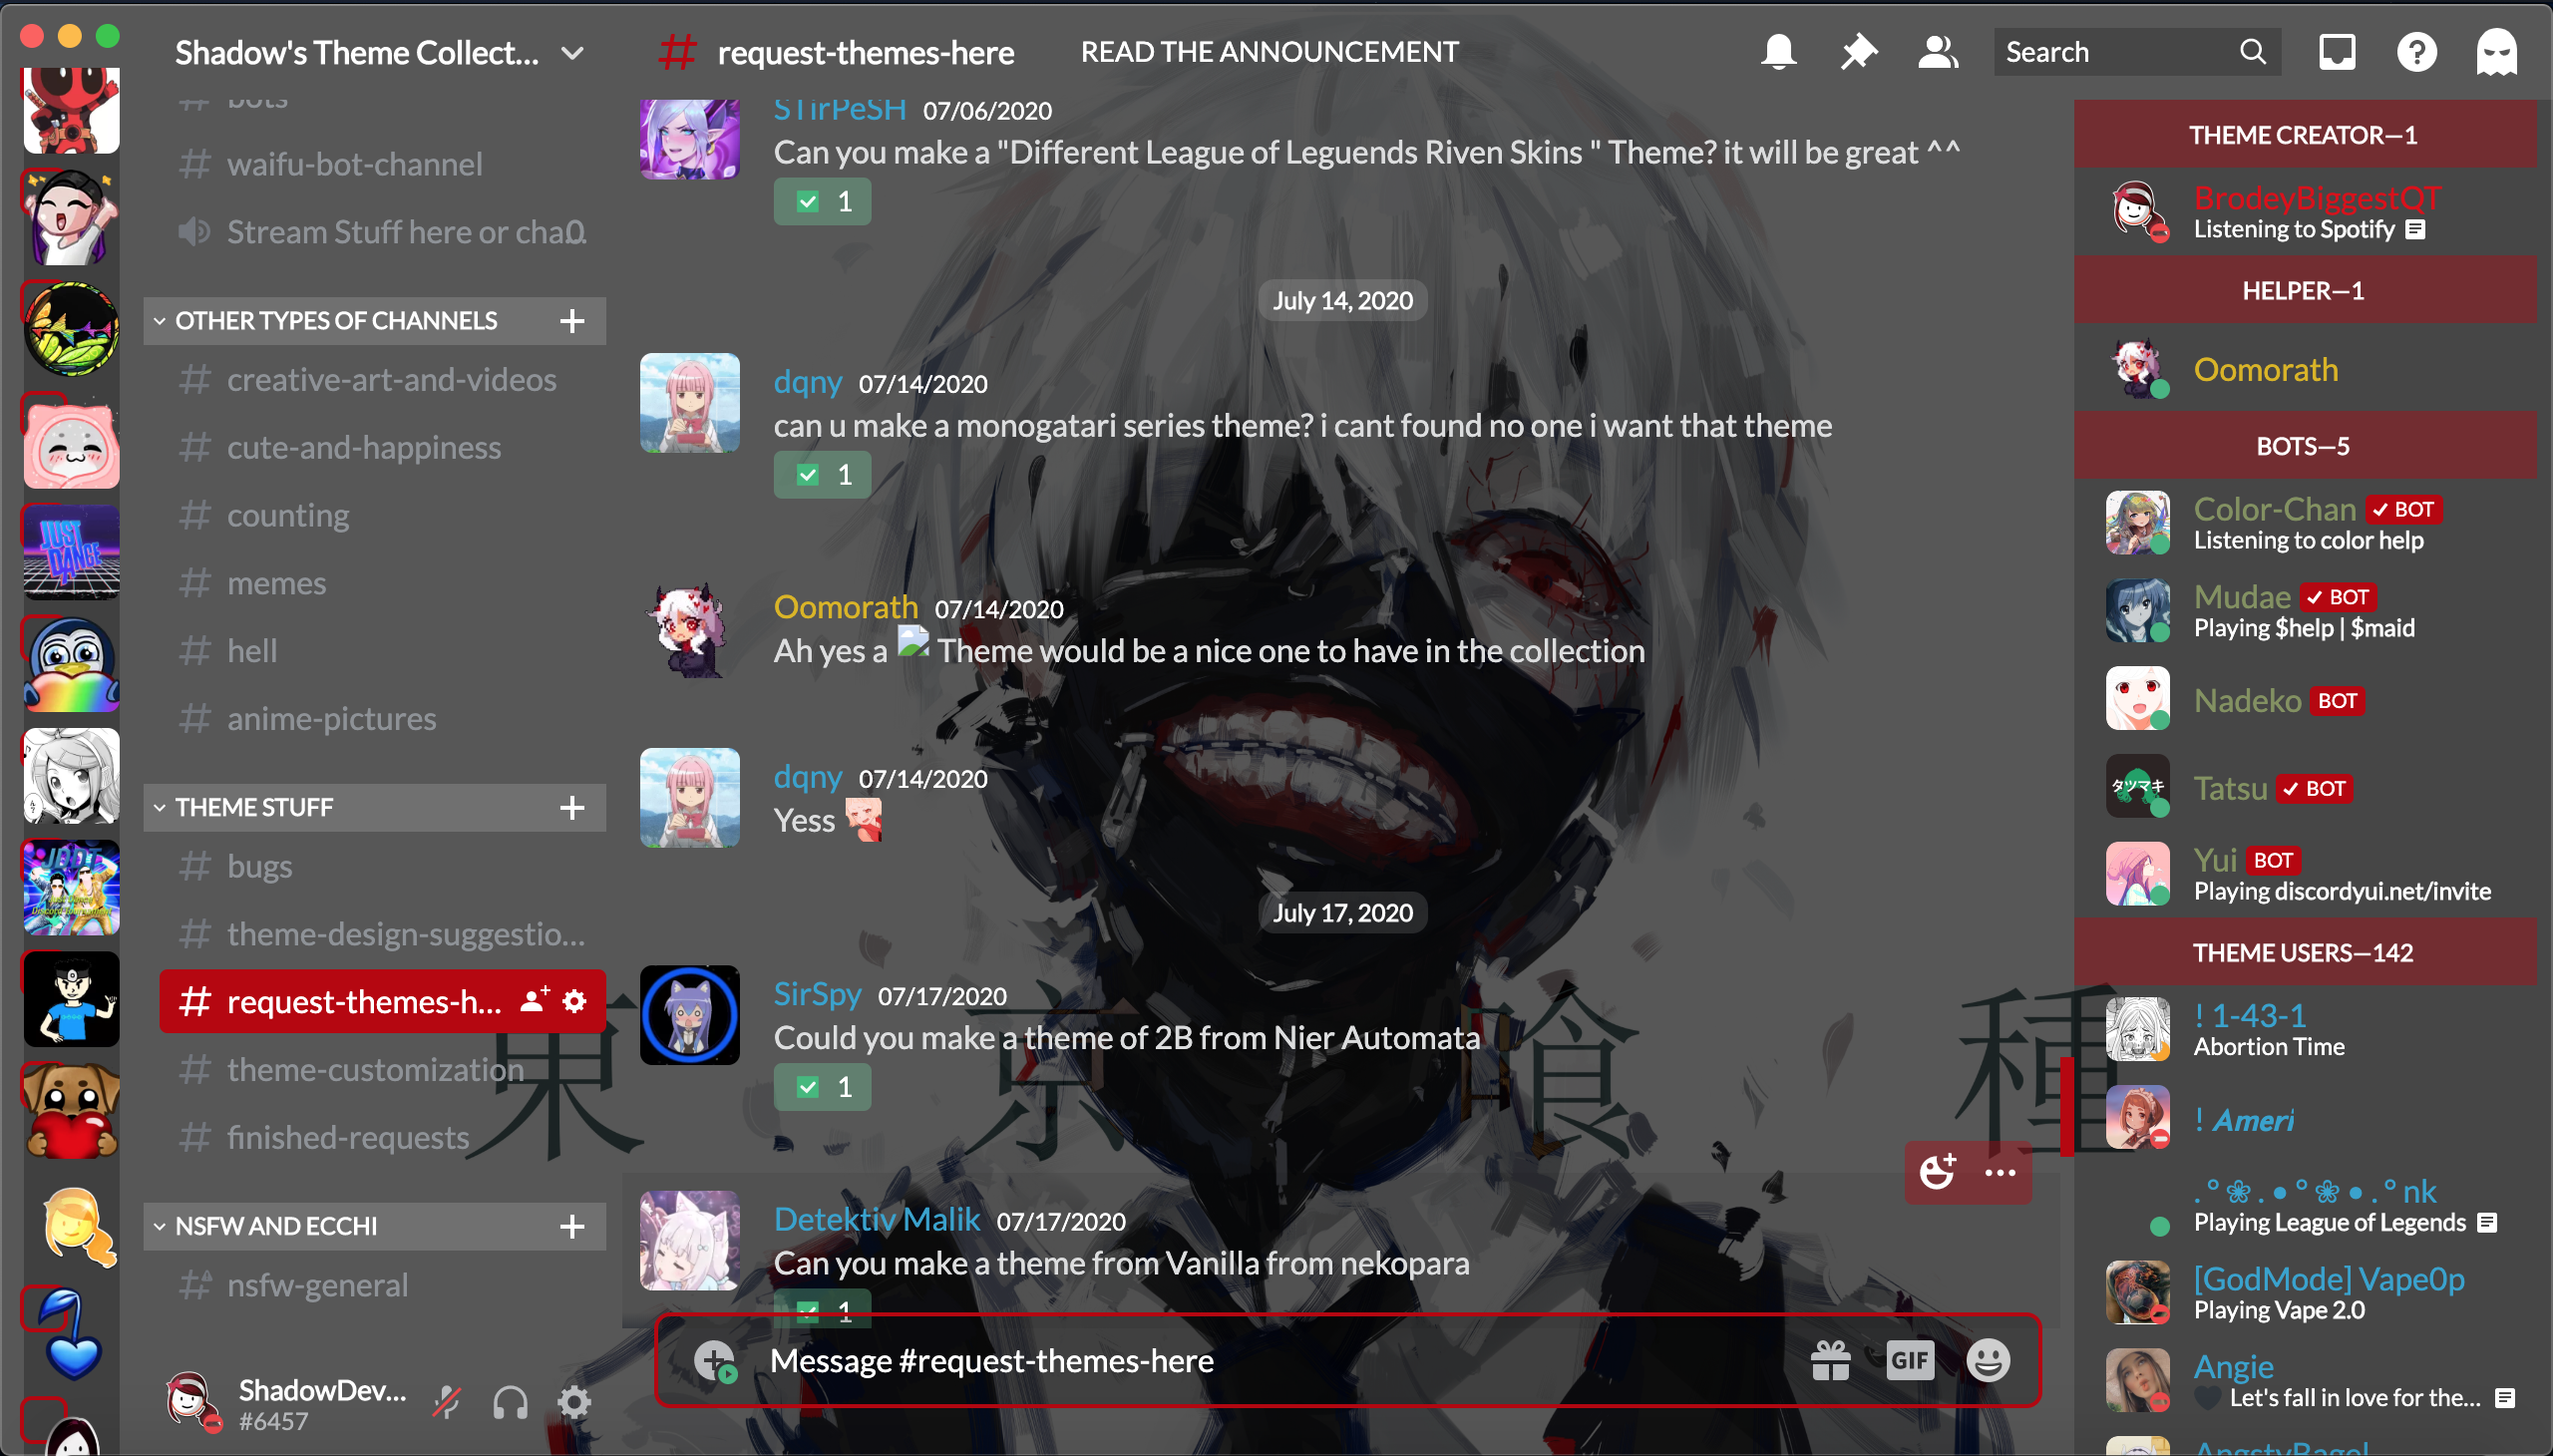 Shadow's Theme Collect...
bots
waifu-bot-channel
Stream Stuff here or cha...
OTHER TYPES OF CHANNELS
creative-art-and-videos
cute-and-happiness
counting
memes
hell
anime-pictures
THEME STUFF
bugs
theme-design-suggestio...
request-themes-h...
theme-customization
finished-requests
NSFW AND ECCHI
nsfw-general
ShadowDev...
#6457
JUST DANCE
JDDT
request-themes-here
READ THE ANNOUNCEMENT
Search
STirPeSH 07/06/2020
Can you make a "Different League of Leguends Riven Skins " Theme? it will be great ^^
1
July 14, 2020
dqny 07/14/2020
can u make a monogatari series theme? i cant found no one i want that theme
1
Oomorath 07/14/2020
Ah yes a Theme would be a nice one to have in the collection
dqny 07/14/2020
Yess
July 17, 2020
SirSpy 07/17/2020
Could you make a theme of 2B from Nier Automata
1
東京喰種
Detektiv Malik 07/17/2020
Can you make a theme from Vanilla from nekopara
1
Message #request-themes-here
GIF
THEME CREATOR—1
BrodeyBiggestQT
Listening to Spotify
HELPER—1
Oomorath
BOTS—5
Color-Chan BOT
Listening to color help
Mudae BOT
Playing $help | $maid
Nadeko BOT
タツマキ
Tatsu BOT
Yui BOT
Playing discordyui.net/invite
THEME USERS—142
! 1-43-1
Abortion Time
! Ameri
. ° ❀ . • ° ❀ • . ° nk
Playing League of Legends
[GodMode] Vape0p
Playing Vape 2.0
Angie
Let's fall in love for the...
AngstyBagel